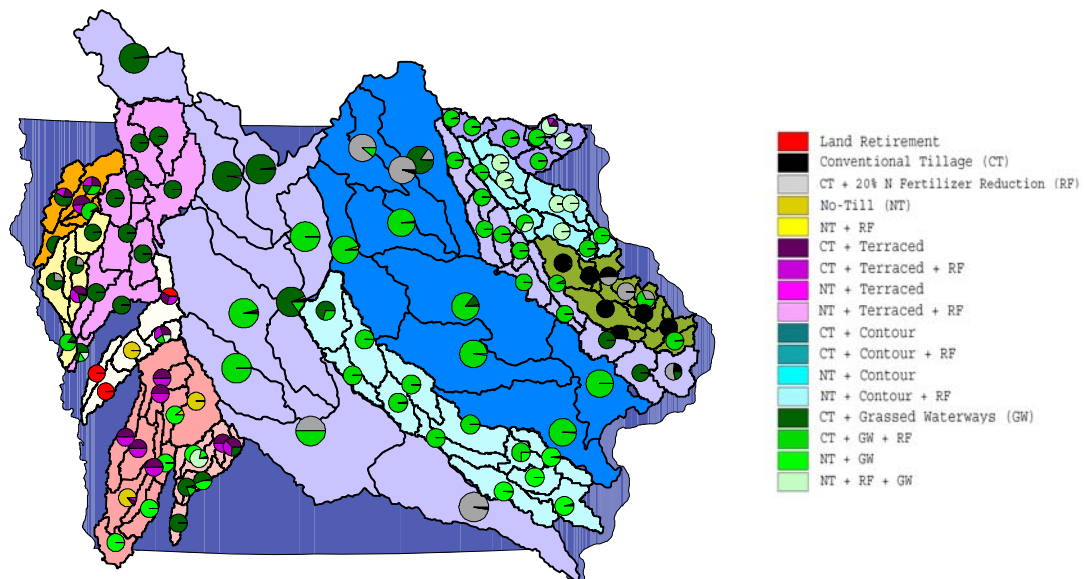 Land Retirement
Conventional Tillage (CT)
CT + 20% N Fertilizer Reduction (RF)
No-Till (NT)
NT + RF
CT + Terraced
CT + Terraced + RF
NT + Terraced
NT + Terraced + RF
CT + Contour
CT + Contour + RF
NT + Contour
NT + Contour + RF
CT + Grassed Waterways (GW)
CT + GW + RF
NT + GW
NT + RF + GW